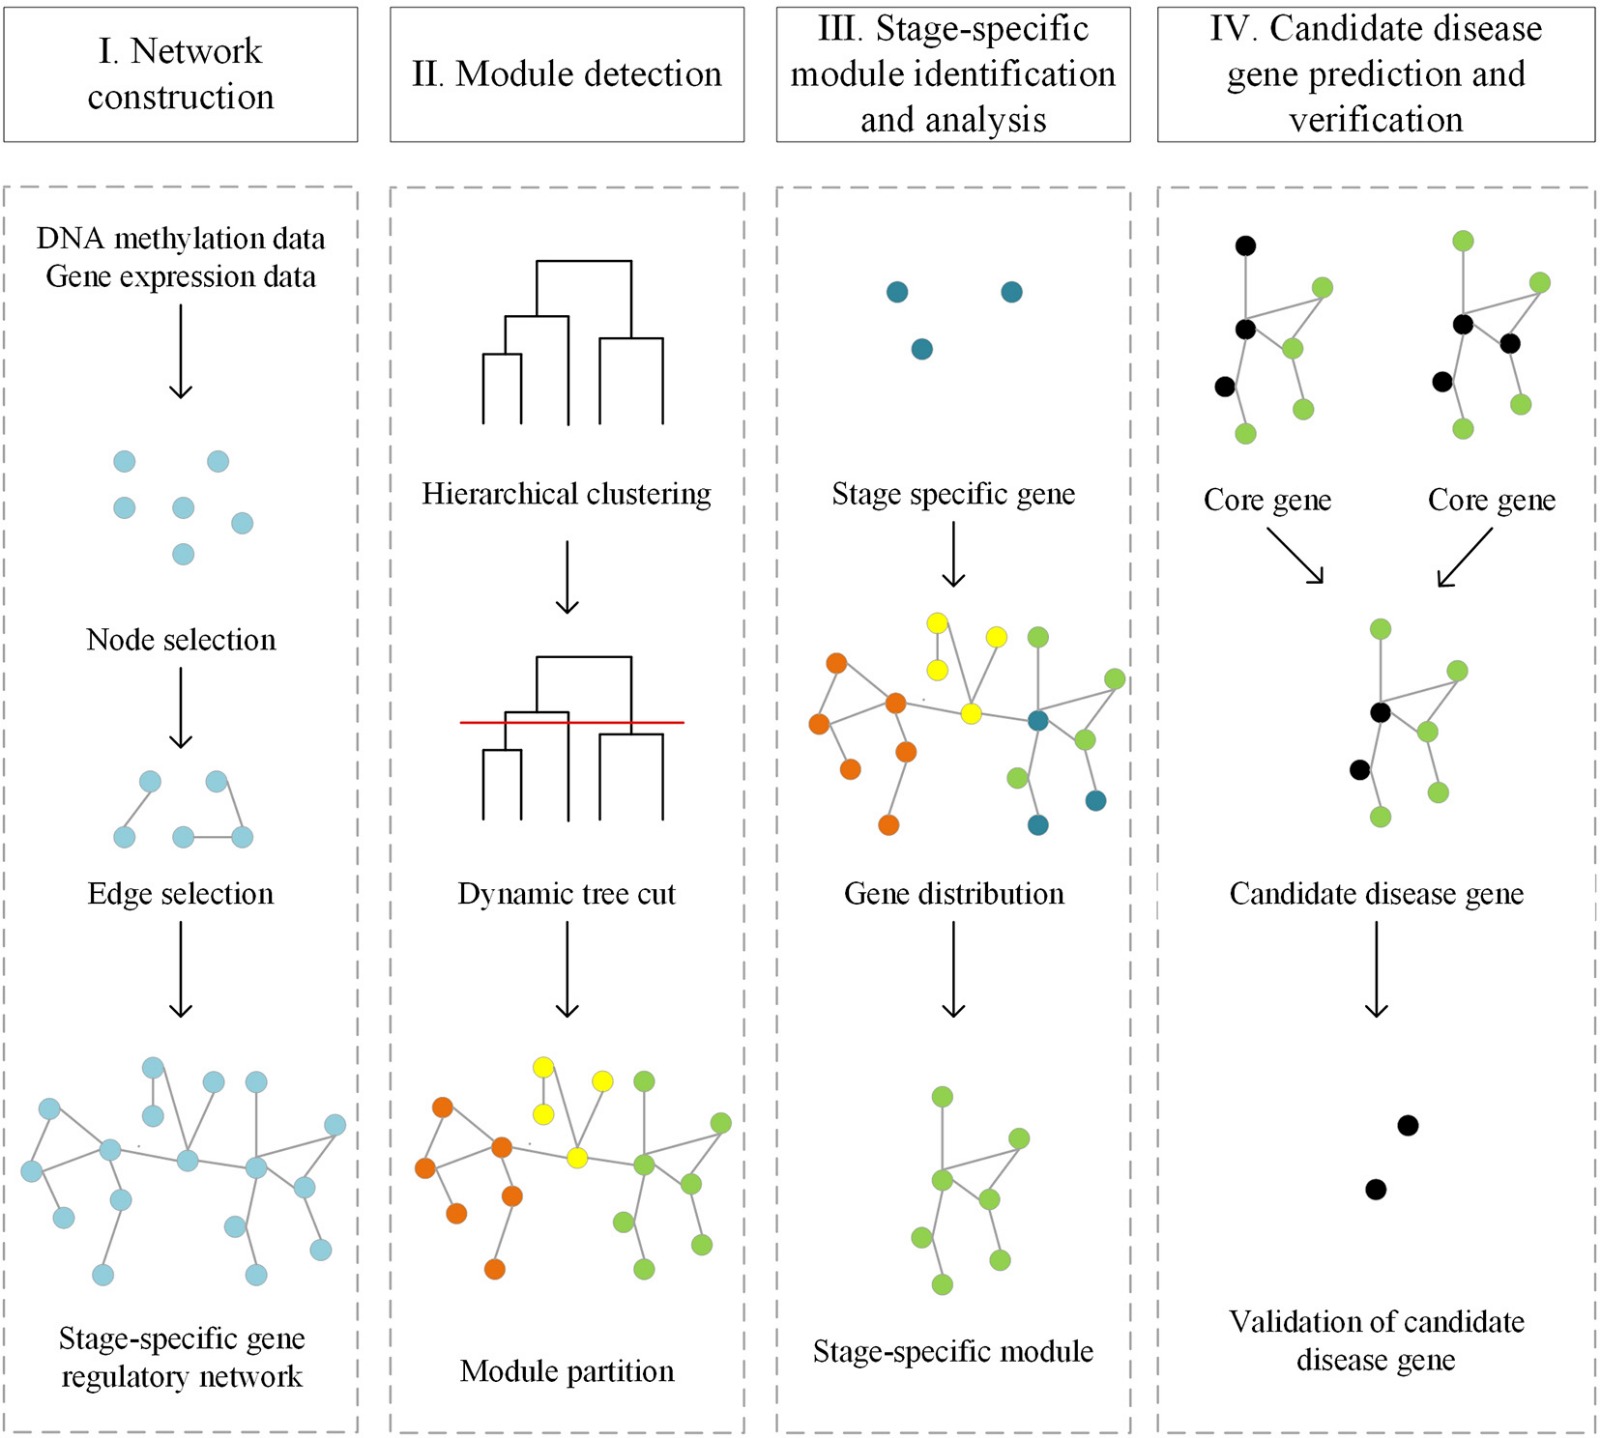 I. Network
construction
II. Module detection
III. Stage-specific
module identification
and analysis
IV. Candidate disease
gene prediction and
verification
DNA methylation data
Gene expression data
Node selection
Edge selection
Stage-specific gene
regulatory network
Hierarchical clustering
Dynamic tree cut
Module partition
Stage specific gene
Gene distribution
Stage-specific module
Core gene
Core gene
Candidate disease gene
Validation of candidate
disease gene